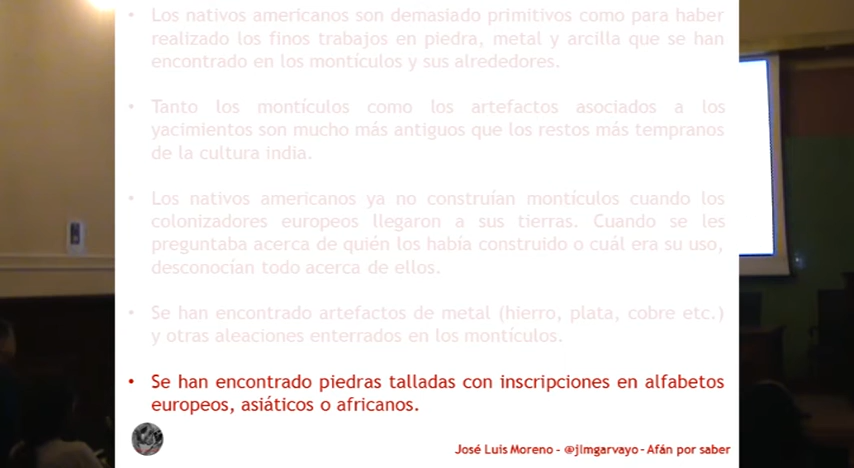 • Los nativos americanos son demasiado primitivos como para haber
realizado los finos trabajos en piedra, metal y arcilla que se han
encontrado en los montículos y sus alrededores.
• Tanto los montículos como los artefactos asociados a los
yacimientos son mucho más antiguos que los restos más tempranos
de la cultura india.
• Los nativos americanos ya no construían montículos cuando los
colonizadores europeos llegaron a sus tierras. Cuando se les
preguntaba acerca de quién los había construido o cuál era su uso,
desconocían todo acerca de ellos.
• Se han encontrado artefactos de metal (hierro, plata, cobre etc.)
y otras aleaciones enterrados en los montículos.
• Se han encontrado piedras talladas con inscripciones en alfabetos
europeos, asiáticos o africanos.
José Luis Moreno - @jlmgarvayo - Afán por saber